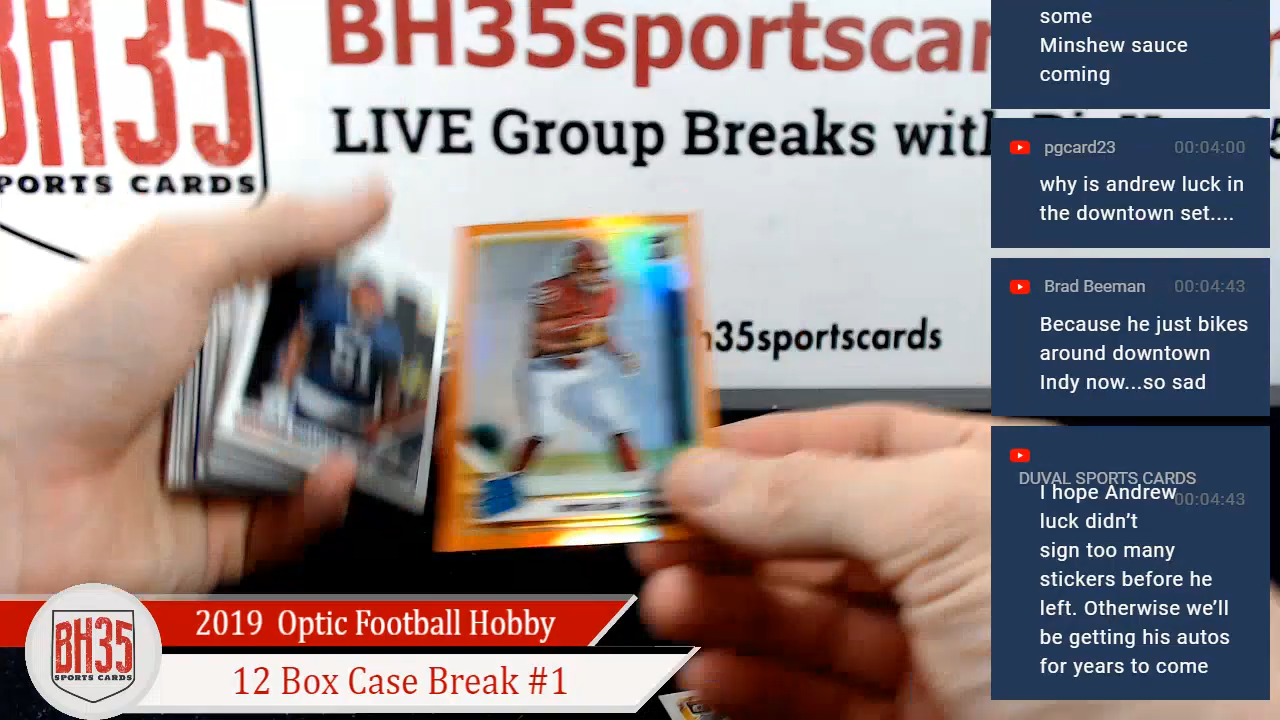 BH35
PORTS CARDS
BH35sportscar
LIVE Group Breaks with
h35sportscards
some
Minshew sauce
coming
pgcard23 00:04:00
why is andrew luck in
the downtown set....
Brad Beeman 00:04:43
Because he just bikes
around downtown
Indy now...so sad
DUVAL SPORTS CARDS
00:04:43
I hope Andrew
luck didn't
sign too many
stickers before he
left. Otherwise we'll
be getting his autos
for years to come
BH35
SPORTS CARDS
2019 Optic Football Hobby
12 Box Case Break #1